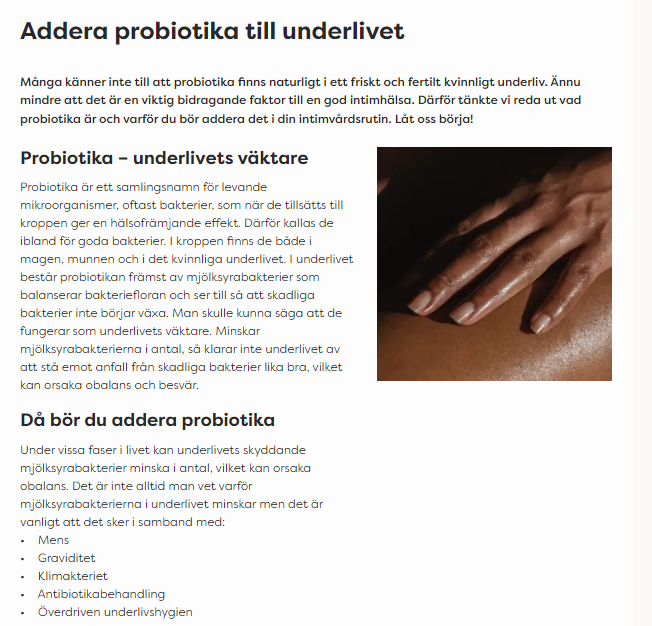 Addera probiotika till underlivet
Många känner inte till att probiotika finns naturligt i ett friskt och fertilt kvinnligt underliv. Ännu
mindre att det är en viktig bidragande faktor till en god intimhälsa. Därför tänkte vi reda ut vad
probiotika är och varför du bör addera det i din intimvårdsrutin. Låt oss börja!
Probiotika – underlivets väktare
Probiotika är ett samlingsnamn för levande
mikroorganismer, oftast bakterier, som när de tillsätts till
kroppen ger en hälsofrämjande effekt. Därför kallas de
ibland för goda bakterier. I kroppen finns de både i
magen, munnen och i det kvinnliga underlivet. I underlivet
består probiotikan främst av mjölksyrabakterier som
balanserar bakteriefloran och ser till så att skadliga
bakterier inte börjar växa. Man skulle kunna säga att de
fungerar som underlivets väktare. Minskar
mjölksyrabakterierna i antal, så klarar inte underlivet av
att stå emot anfall från skadliga bakterier lika bra, vilket
kan orsaka obalans och besvär.
Då bör du addera probiotika
Under vissa faser i livet kan underlivets skyddande
mjölksyrabakterier minska i antal, vilket kan orsaka
obalans. Det är inte alltid man vet varför
mjölksyrabakterierna i underlivet minskar men det är
vanligt att det sker i samband med:
• Mens
• Graviditet
• Klimakteriet
• Antibiotikabehandling
• Överdriven underlivshygien